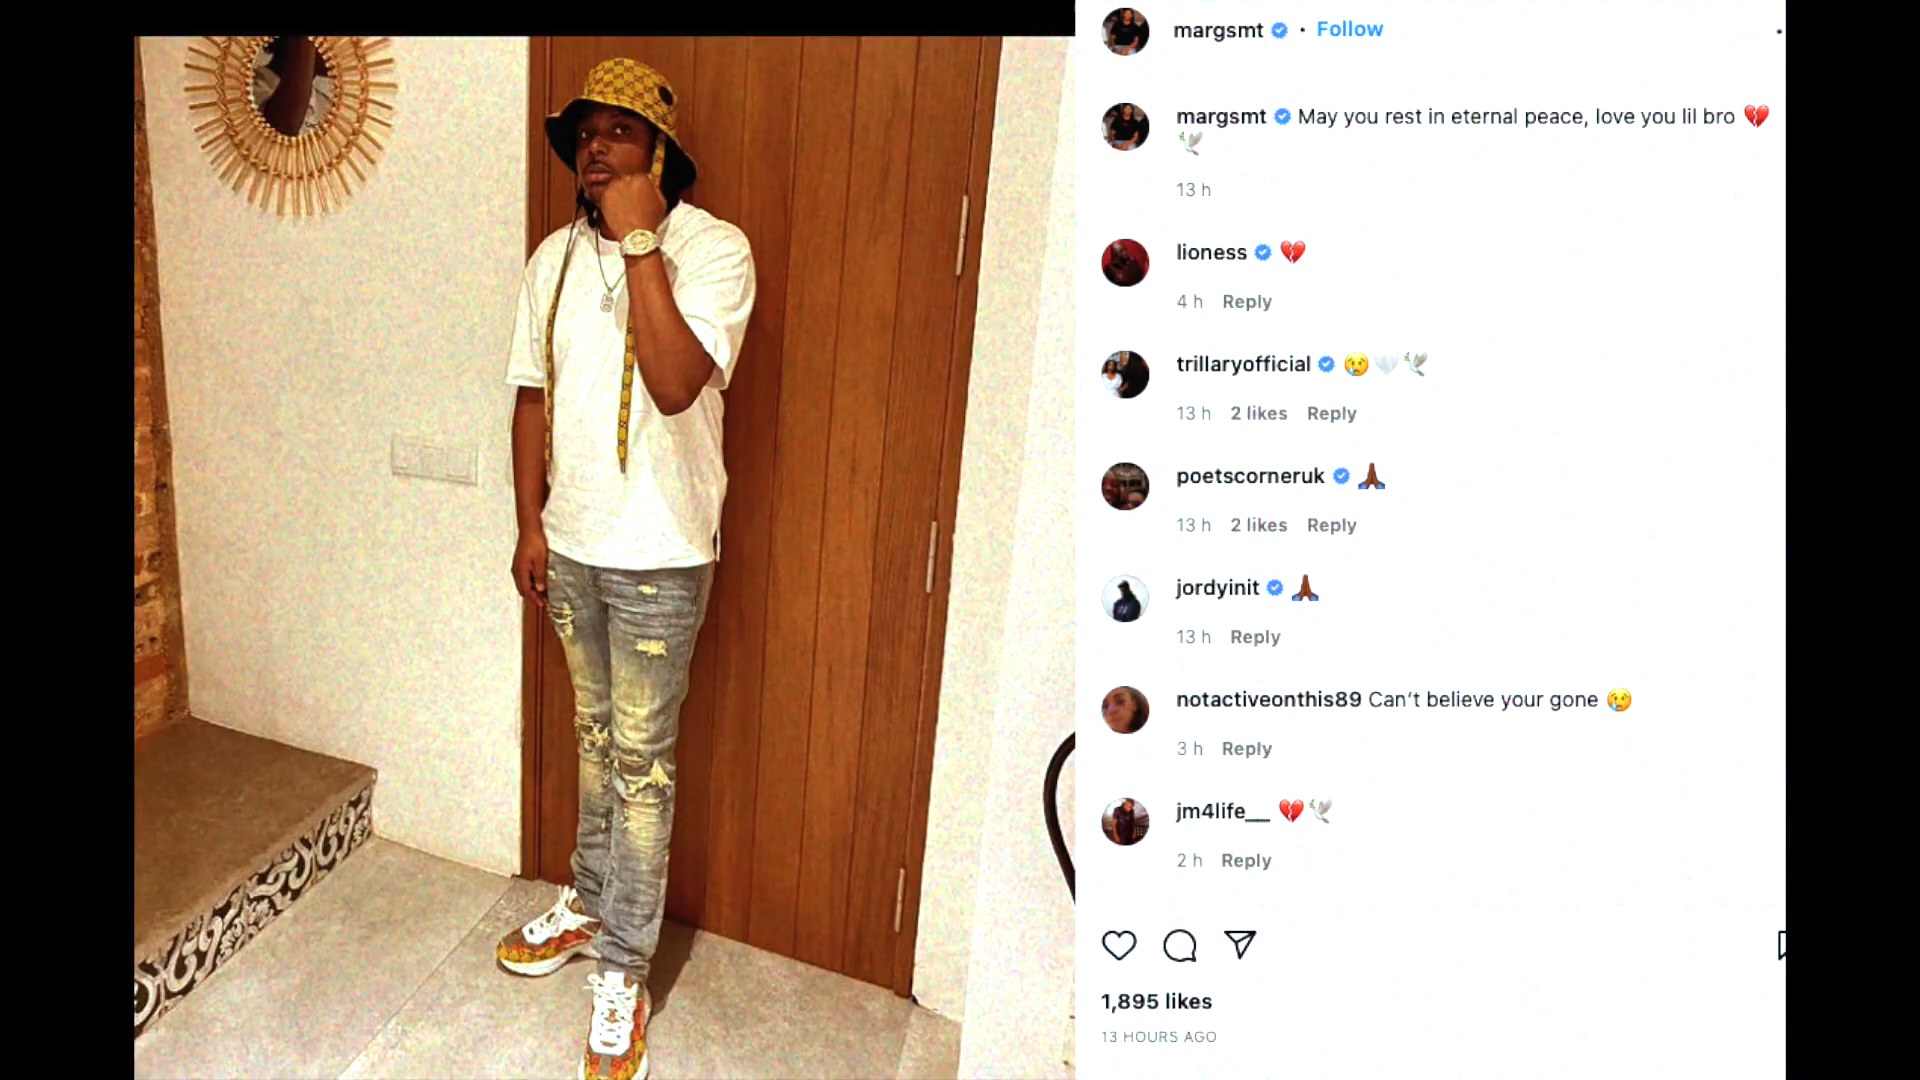 margsmt • Follow
margsmt May you rest in eternal peace, love you lil bro 💔
🕊️
13 h
lioness 💔
4 h Reply
trillaryofficial 😢🤍🕊️
13 h 2 likes Reply
poetscorneruk 🙏🏾
13 h 2 likes Reply
jordyinit 🙏🏾
13 h Reply
notactiveonthis89 Can't believe your gone 😢
3 h Reply
jm4life__ 💔🕊️
2 h Reply
1,895 likes
13 HOURS AGO